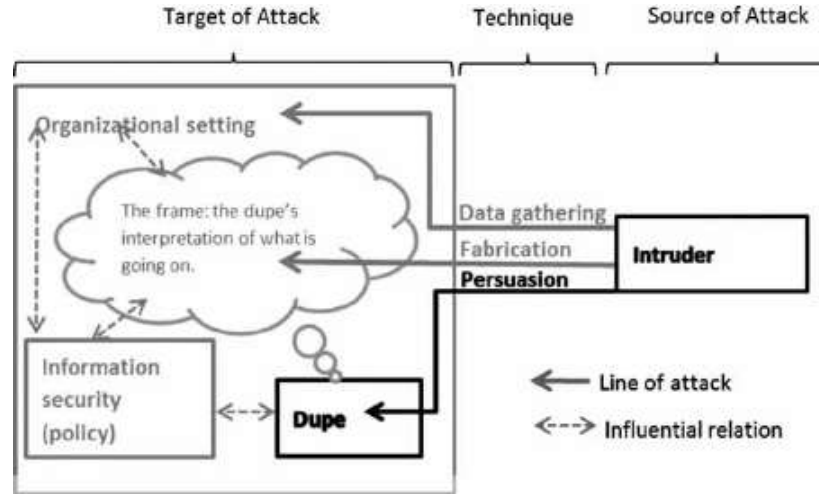 Target of Attack
Technique
Source of Attack
Organizational setting
The frame: the dupe's
interpretation of what is
going on.
Data gathering
Fabrication
Persuasion
Intruder
Information
security
(policy)
Dupe
Line of attack
Influential relation